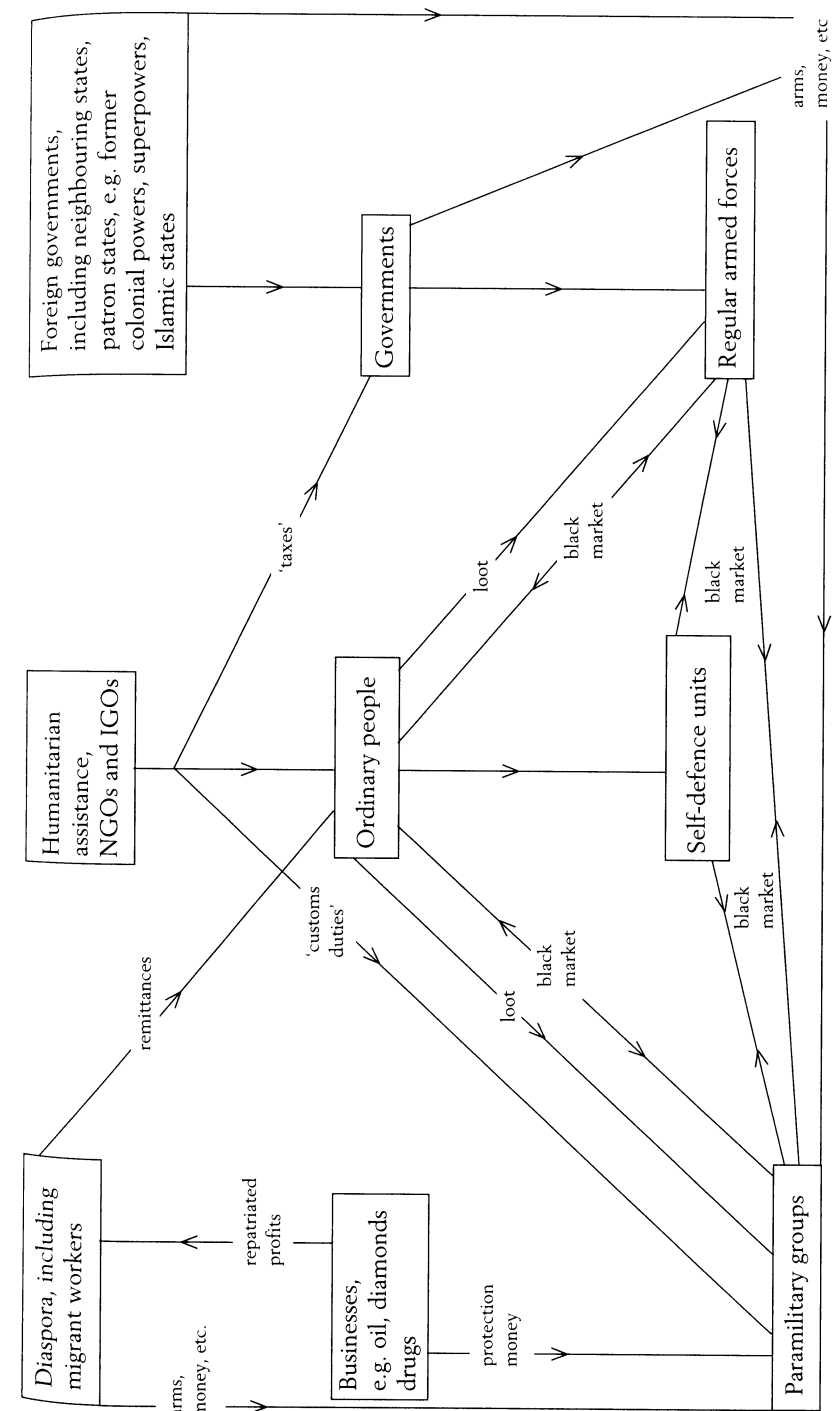 Diaspora, including
migrant workers
Humanitarian
assistance,
NGOs and IGOs
Foreign governments,
including neighbouring states,
patron states, e.g. former
colonial powers, superpowers,
Islamic states
remittances
arms,
money, etc.
repatriated
profits
'taxes'
'customs
duties'
Businesses,
e.g. oil, diamonds
drugs
Ordinary people
Governments
protection
money
loot
black
market
loot
black
market
Self-defence units
Regular armed forces
black
market
black
market
Paramilitary groups
arms,
money, etc